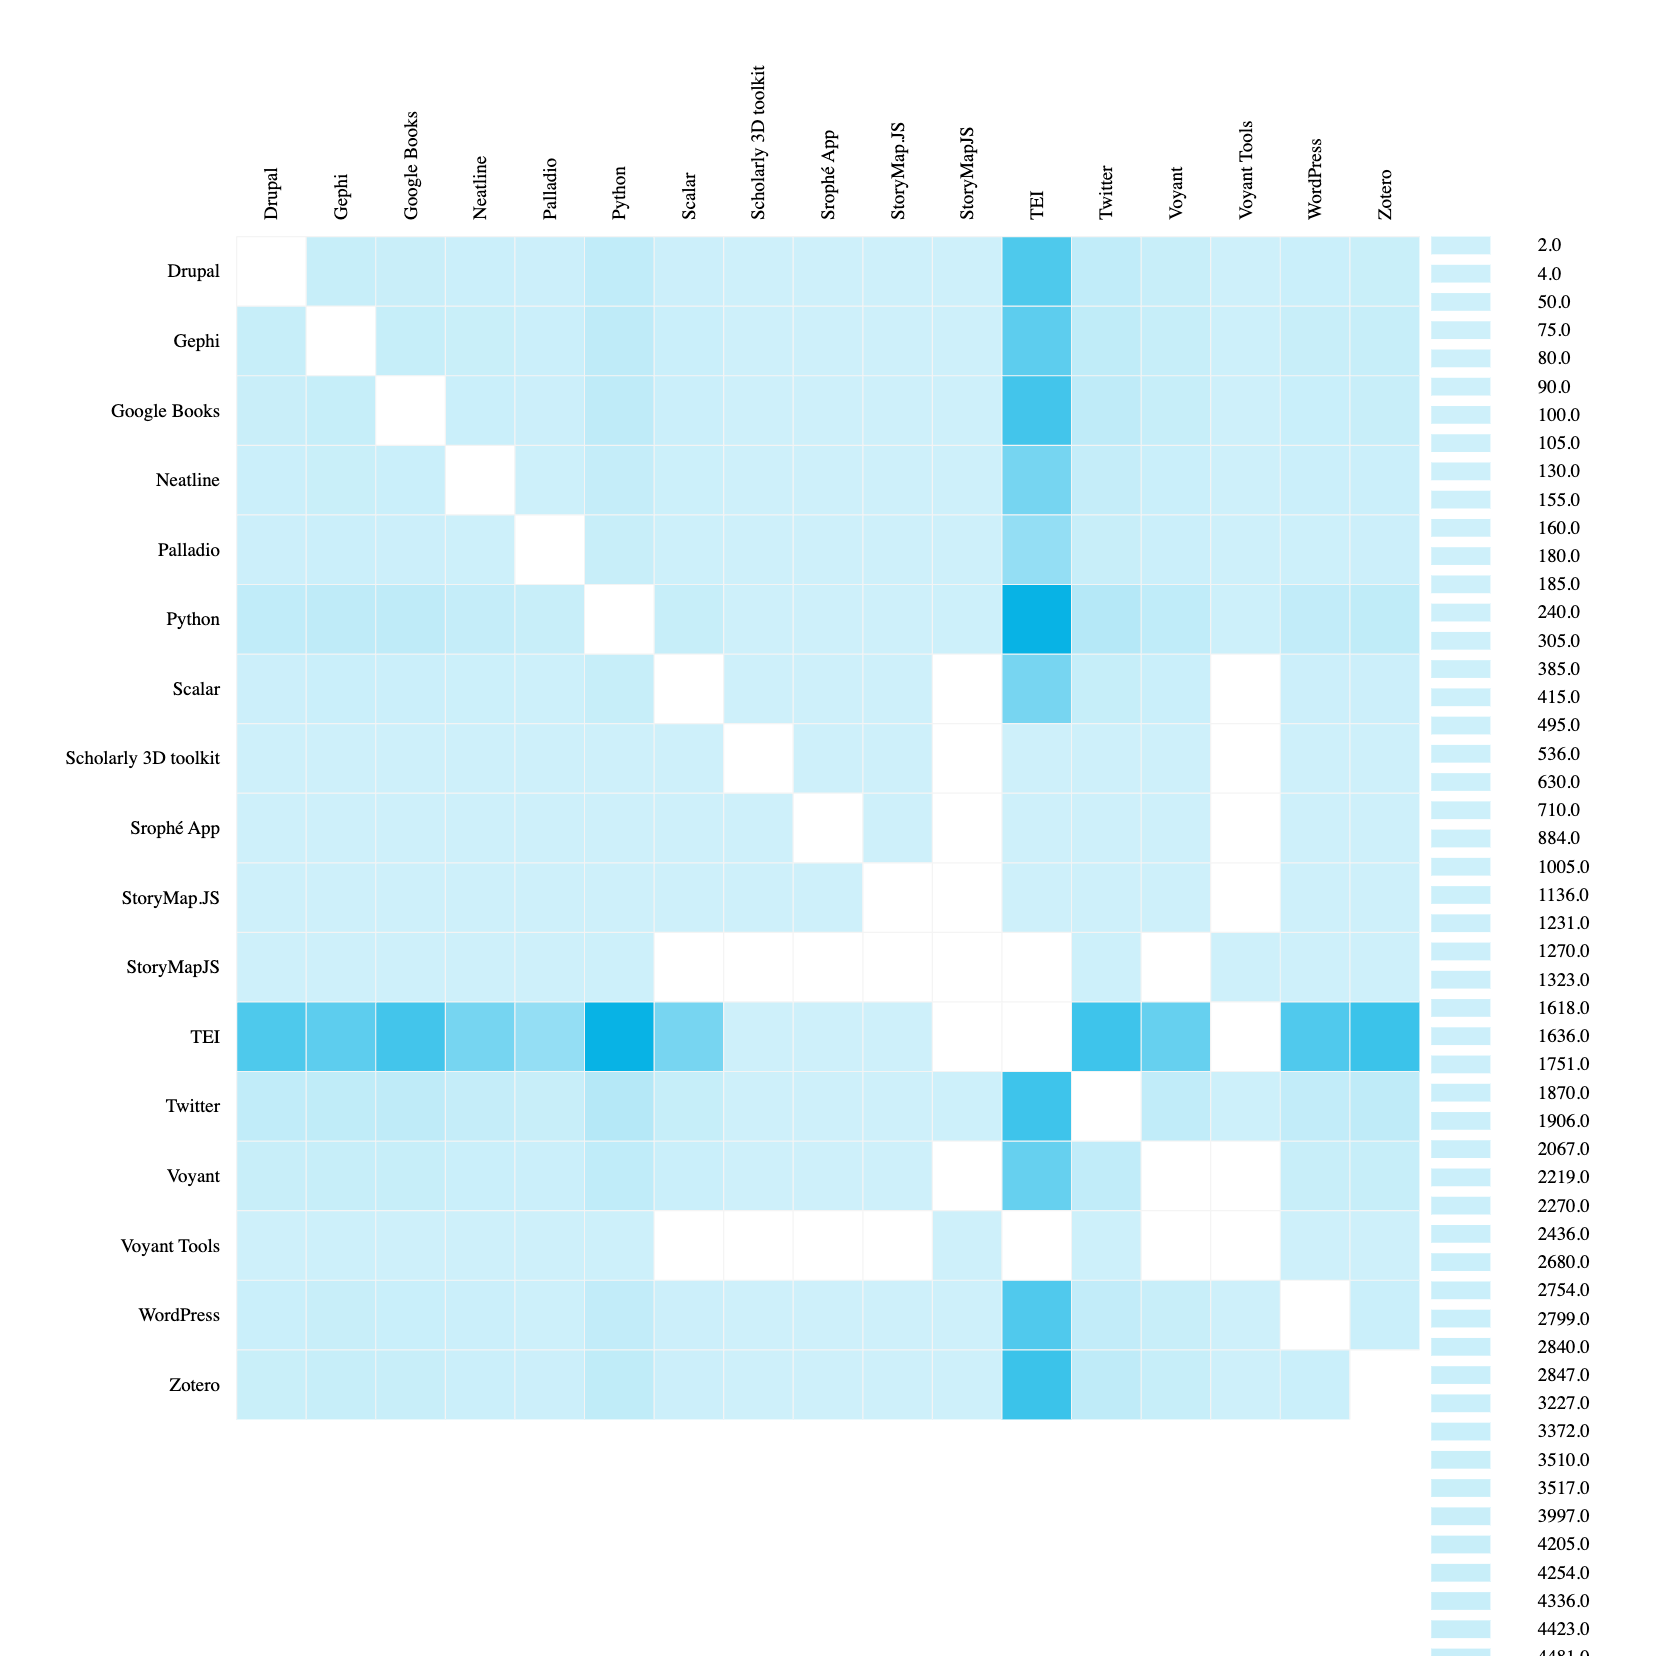 Drupal
Gephi
Google Books
Neatline
Palladio
Python
Scalar
Scholarly 3D toolkit
Srophé App
StoryMap.JS
StoryMapJS
TEI
Twitter
Voyant
Voyant Tools
WordPress
Zotero
Drupal
Gephi
Google Books
Neatline
Palladio
Python
Scalar
Scholarly 3D toolkit
Srophé App
StoryMap.JS
StoryMapJS
TEI
Twitter
Voyant
Voyant Tools
WordPress
Zotero
2.0
4.0
50.0
75.0
80.0
90.0
100.0
105.0
130.0
155.0
160.0
180.0
185.0
240.0
305.0
385.0
415.0
495.0
536.0
630.0
710.0
884.0
1005.0
1136.0
1231.0
1270.0
1323.0
1618.0
1636.0
1751.0
1870.0
1906.0
2067.0
2219.0
2270.0
2436.0
2680.0
2754.0
2799.0
2840.0
2847.0
3227.0
3372.0
3510.0
3517.0
3997.0
4205.0
4254.0
4336.0
4423.0